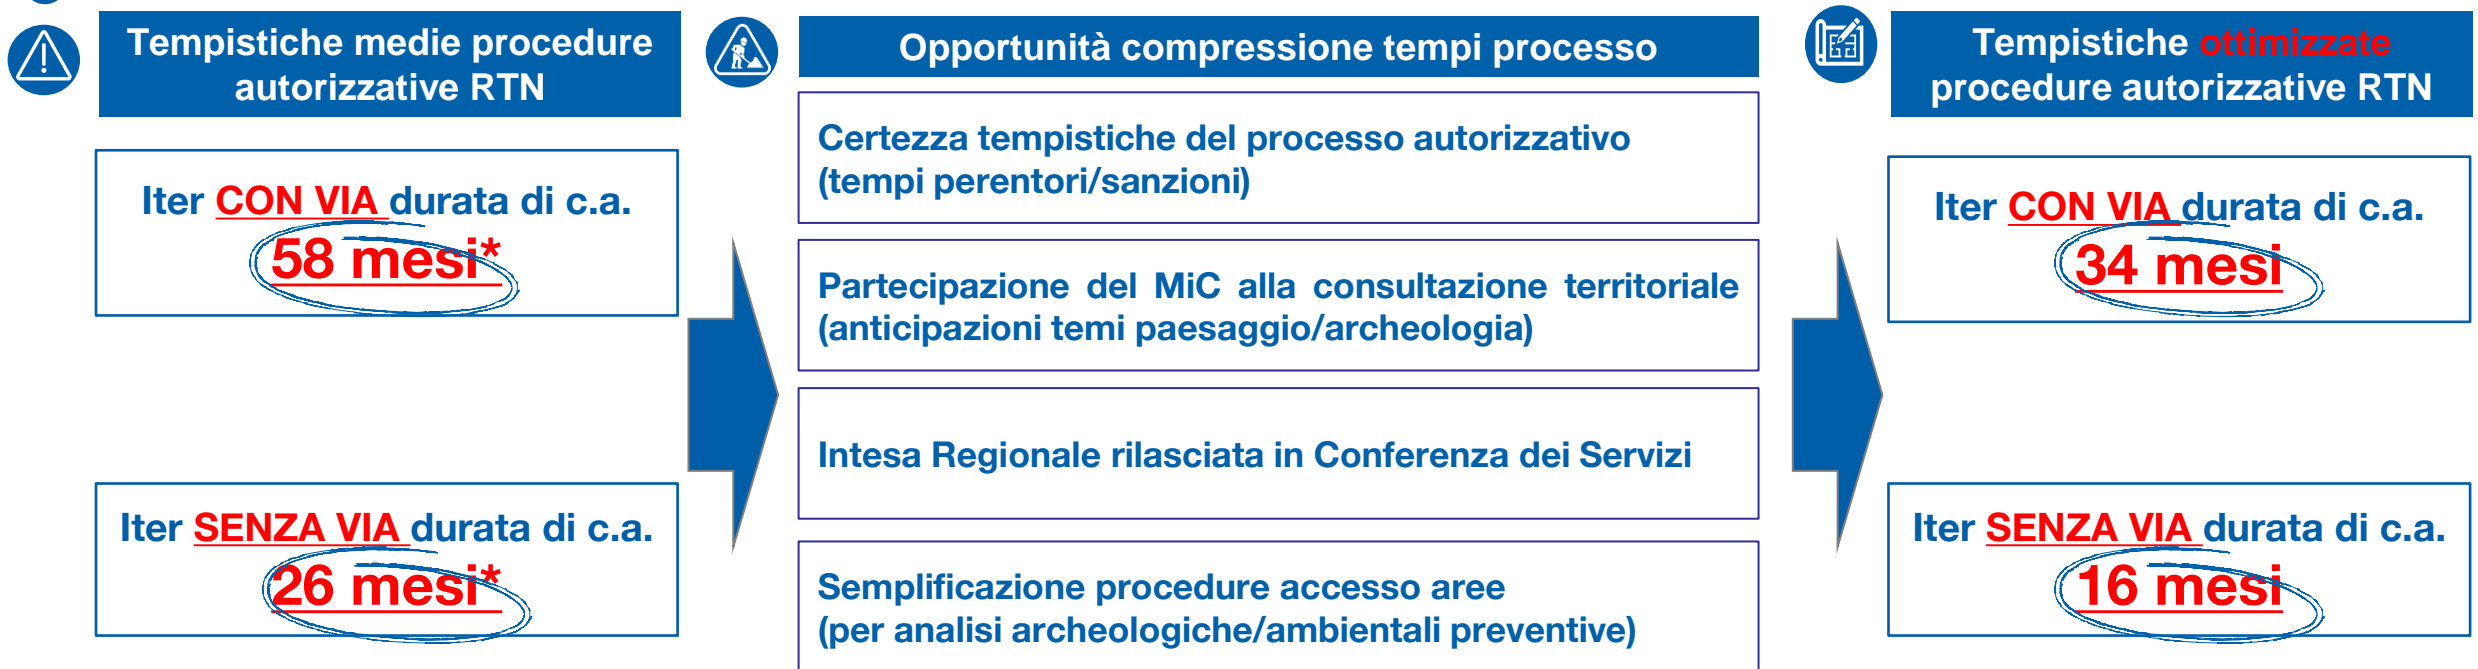 Tempistiche medie procedure
autorizzative RTN
Iter CON VIA durata di c.a.
58 mesi*
Iter SENZA VIA durata di c.a.
26 mesi*
Opportunità compressione tempi processo
Certezza tempistiche del processo autorizzativo
(tempi perentori/sanzioni)
Partecipazione del MiC alla consultazione territoriale
(anticipazioni temi paesaggio/archeologia)
Intesa Regionale rilasciata in Conferenza dei Servizi
Semplificazione procedure accesso aree
(per analisi archeologiche/ambientali preventive)
Tempistiche ottimizzate
procedure autorizzative RTN
Iter CON VIA durata di c.a.
34 mesi
Iter SENZA VIA durata di c.a.
16 mesi